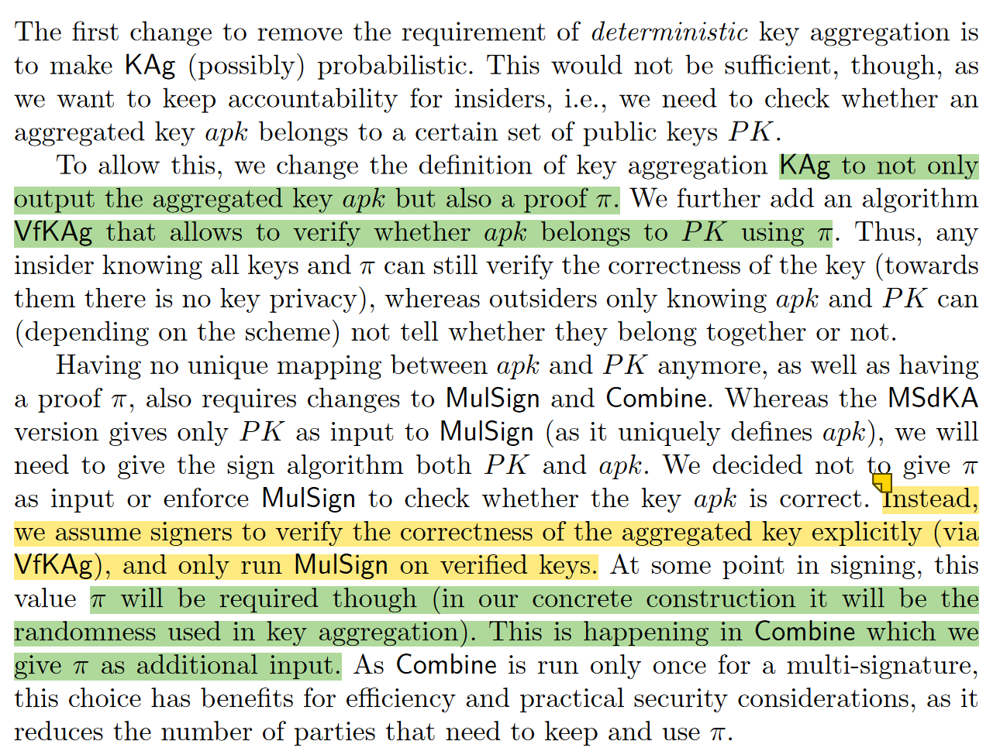 The first change to remove the requirement of deterministic key aggregation is
to make KAg (possibly) probabilistic. This would not be sufficient, though, as
we want to keep accountability for insiders, i.e., we need to check whether an
aggregated key apk belongs to a certain set of public keys PK.
To allow this, we change the definition of key aggregation KAg to not only
output the aggregated key apk but also a proof π. We further add an algorithm
VfKAg that allows to verify whether apk belongs to PK using π. Thus, any
insider knowing all keys and π can still verify the correctness of the key (towards
them there is no key privacy), whereas outsiders only knowing apk and PK can
(depending on the scheme) not tell whether they belong together or not.
Having no unique mapping between apk and PK anymore, as well as having
a proof π, also requires changes to MulSign and Combine. Whereas the MSdKA
version gives only PK as input to MulSign (as it uniquely defines apk), we will
need to give the sign algorithm both PK and apk. We decided not to give π
as input or enforce MulSign to check whether the key apk is correct. Instead,
we assume signers to verify the correctness of the aggregated key explicitly (via
VfKAg), and only run MulSign on verified keys. At some point in signing, this
value π will be required though (in our concrete construction it will be the
randomness used in key aggregation). This is happening in Combine which we
give π as additional input. As Combine is run only once for a multi-signature,
this choice has benefits for efficiency and practical security considerations, as it
reduces the number of parties that need to keep and use π.